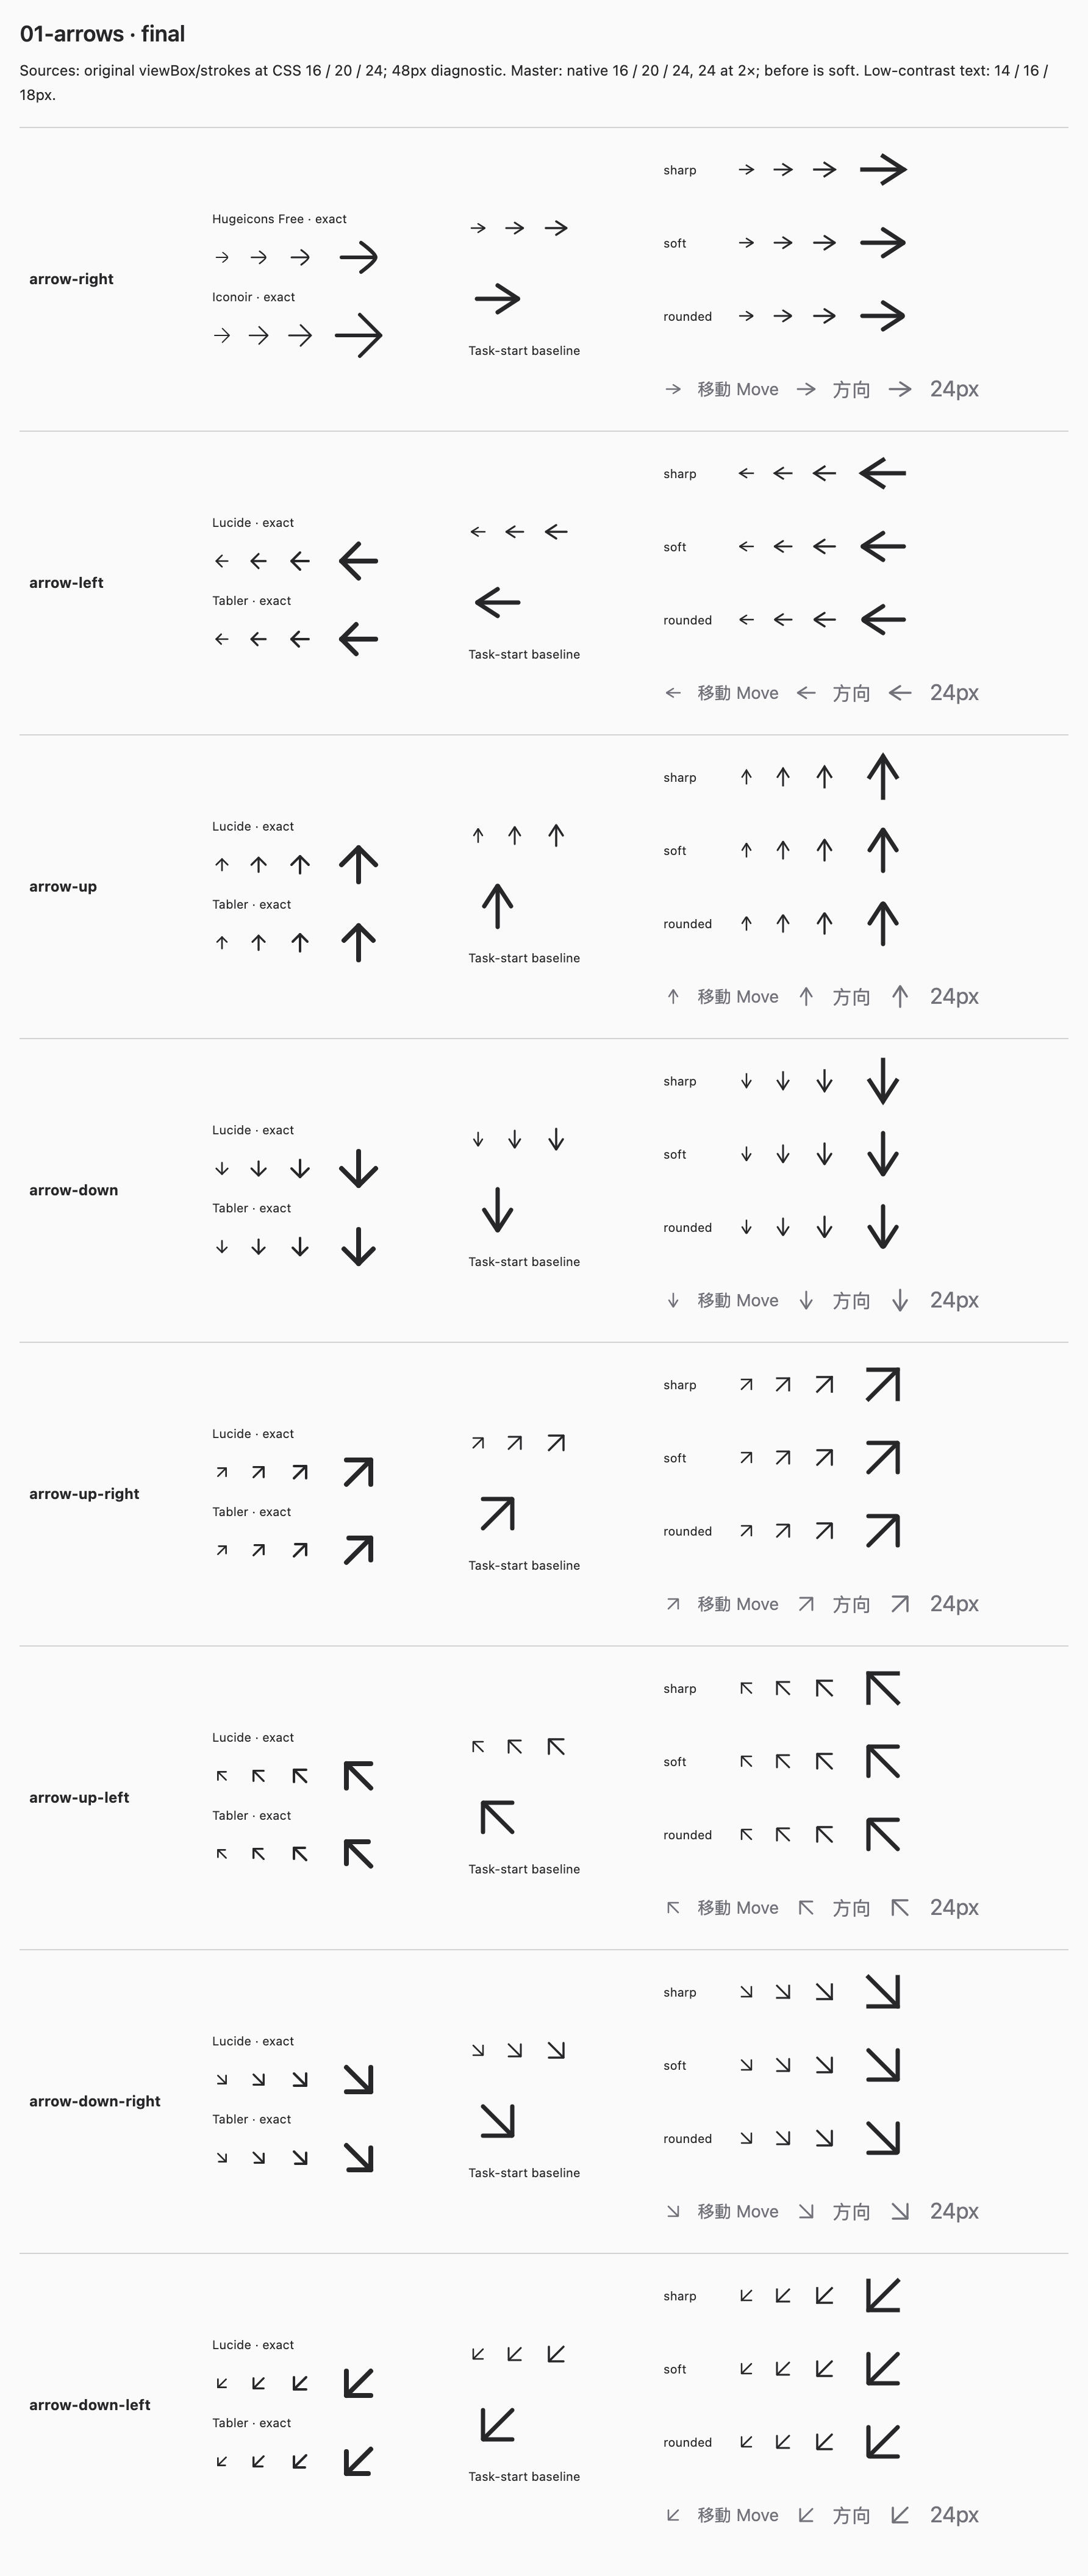 01-arrows · final
Sources: original viewBox/strokes at CSS 16 / 20 / 24; 48px diagnostic. Master: native 16 / 20 / 24, 24 at 2×; before is soft. Low-contrast text: 14 / 16 /
18px.
arrow-right
Hugeicons Free · exact
Iconoir · exact
Task-start baseline
sharp
soft
rounded
移動 Move 方向 24px
arrow-left
Lucide · exact
Tabler · exact
Task-start baseline
sharp
soft
rounded
移動 Move 方向 24px
arrow-up
Lucide · exact
Tabler · exact
Task-start baseline
sharp
soft
rounded
移動 Move 方向 24px
arrow-down
Lucide · exact
Tabler · exact
Task-start baseline
sharp
soft
rounded
移動 Move 方向 24px
arrow-up-right
Lucide · exact
Tabler · exact
Task-start baseline
sharp
soft
rounded
移動 Move 方向 24px
arrow-up-left
Lucide · exact
Tabler · exact
Task-start baseline
sharp
soft
rounded
移動 Move 方向 24px
arrow-down-right
Lucide · exact
Tabler · exact
Task-start baseline
sharp
soft
rounded
移動 Move 方向 24px
arrow-down-left
Lucide · exact
Tabler · exact
Task-start baseline
sharp
soft
rounded
移動 Move 方向 24px